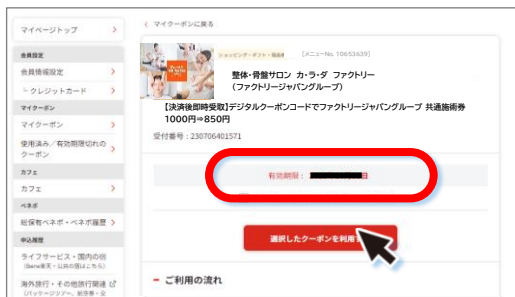 マイページトップ
会員設定
会員情報設定
└ クレジットカード
マイクーポン
マイクーポン
使用済み／有効期限切れの
クーポン
カフェ
カフェ
ベネポ
総保有ベネポ・ベネポ履歴
申込履歴
ライフサービス・国内の宿
海外旅行・その他旅行関連
マイクーポンに戻る
[メニューNo. 10653639]
整体・骨盤サロン カ・ラ・ダ ファクトリー
（ファクトリージャパングループ）
【決済後即時受取】デジタルクーポンコードでファクトリージャパングループ 共通施術券
1000円⇒850円
受付番号：230706401571
有効期限：
日
選択したクーポンを利用す
ご利用の流れ